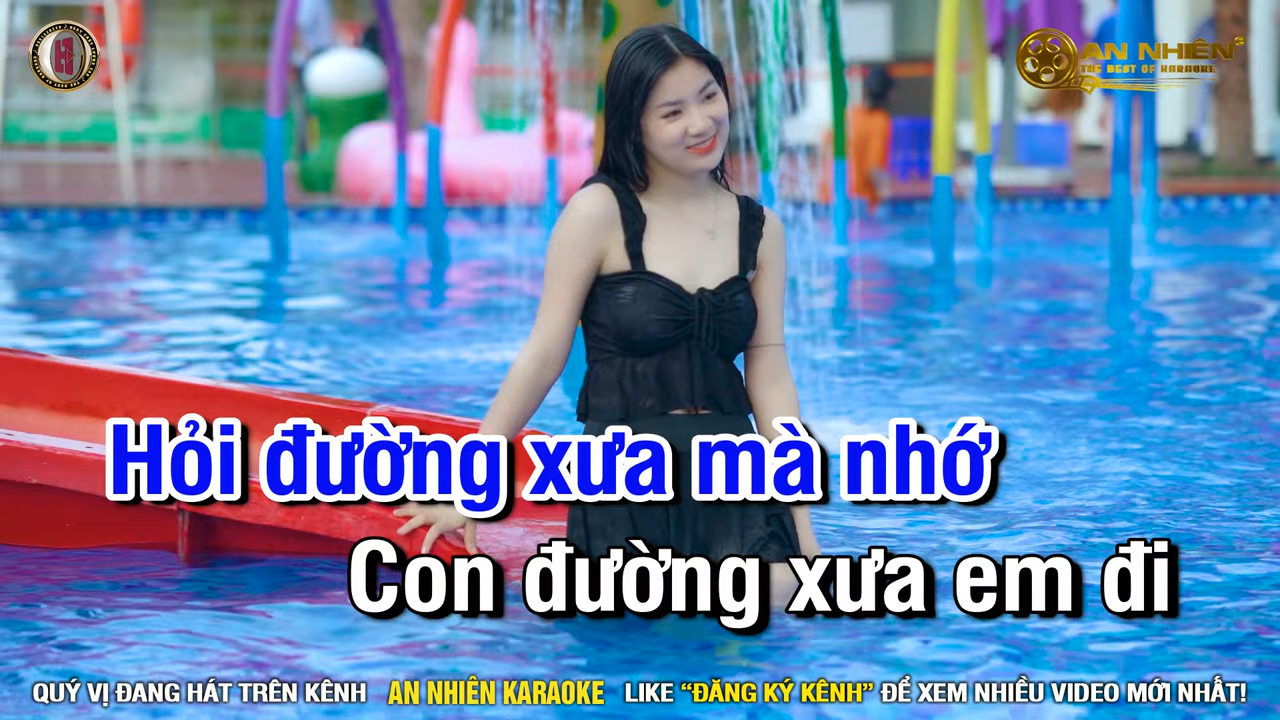 AN NHIÊN
THE BEST OF KARAOKE
Hỏi đường xưa mà nhớ
Con đường xưa em đi
QUÝ VỊ ĐANG HÁT TRÊN KÊNH AN NHIÊN KARAOKE LIKE “ĐĂNG KÝ KÊNH” ĐỂ XEM NHIỀU VIDEO MỚI NHẤT!